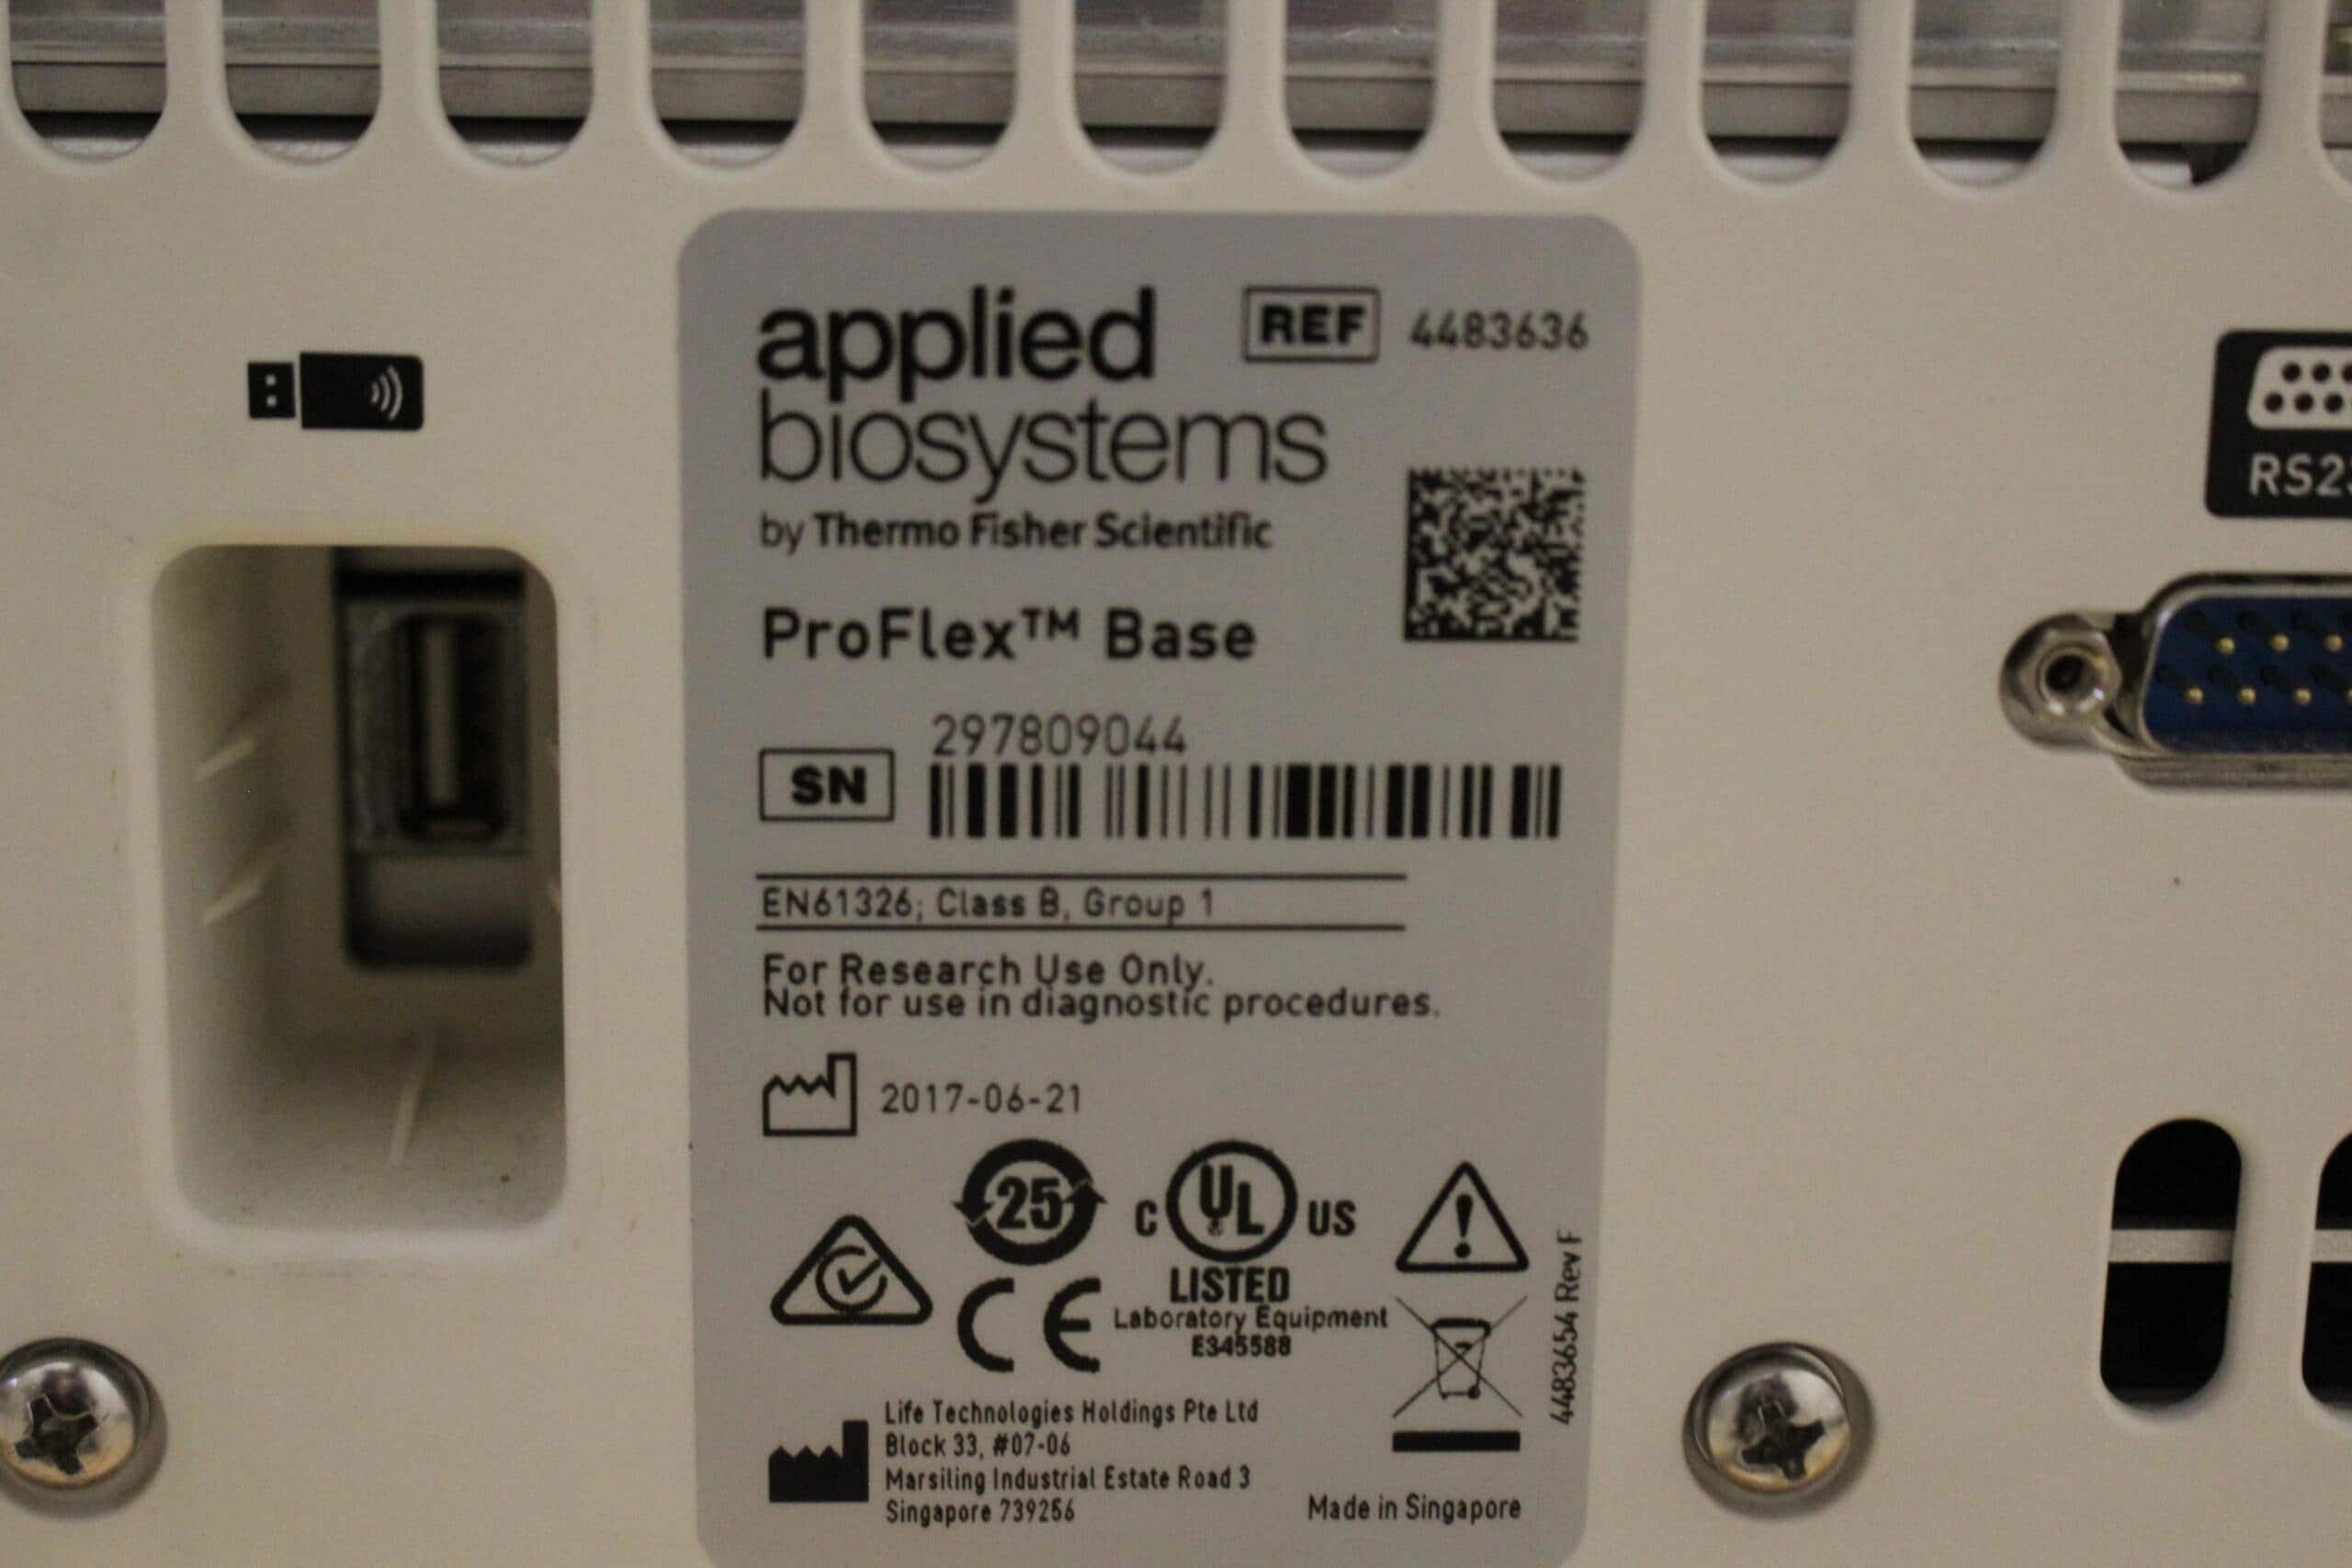 applied
biosystems
by Thermo Fisher Scientific
REF 4483636
ProFlex™ Base
297809044
SN
EN61326; Class B, Group 1
For Research Use Only.
Not for use in diagnostic procedures.
2017-06-21
25
C UL US
LISTED
Laboratory Equipment
E345588
CE
4483654 Rev F
Life Technologies Holdings Pte Ltd
Block 33, #07-06
Marsiling Industrial Estate Road 3
Singapore 739256
Made in Singapore